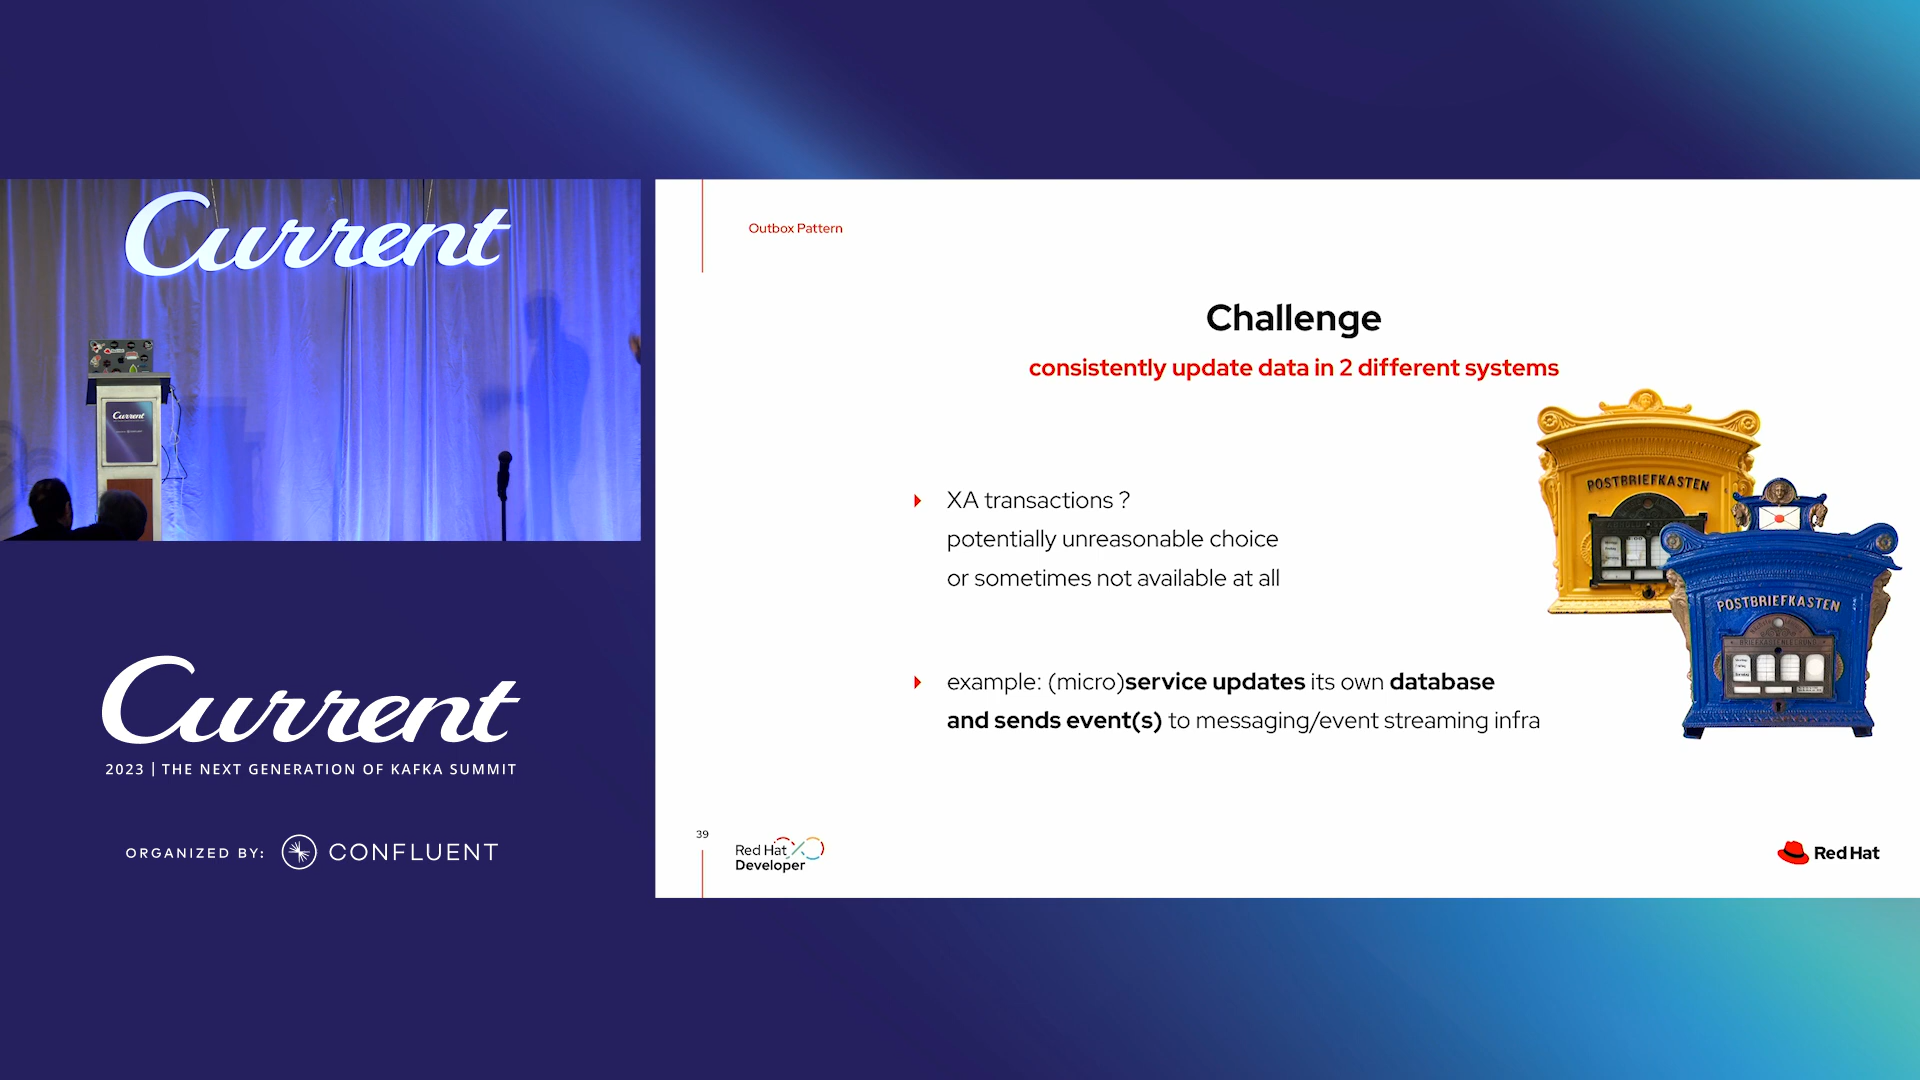 Current
Current
Current
2023 | THE NEXT GENERATION OF KAFKA SUMMIT
ORGANIZED BY: CONFLUENT
Outbox Pattern
Challenge
consistently update data in 2 different systems
XA transactions ?
potentially unreasonable choice
or sometimes not available at all
example: (micro)service updates its own database
and sends event(s) to messaging/event streaming infra
POSTBRIEFKASTEN
POSTBRIEFKASTEN
39
Red Hat
Developer
Red Hat